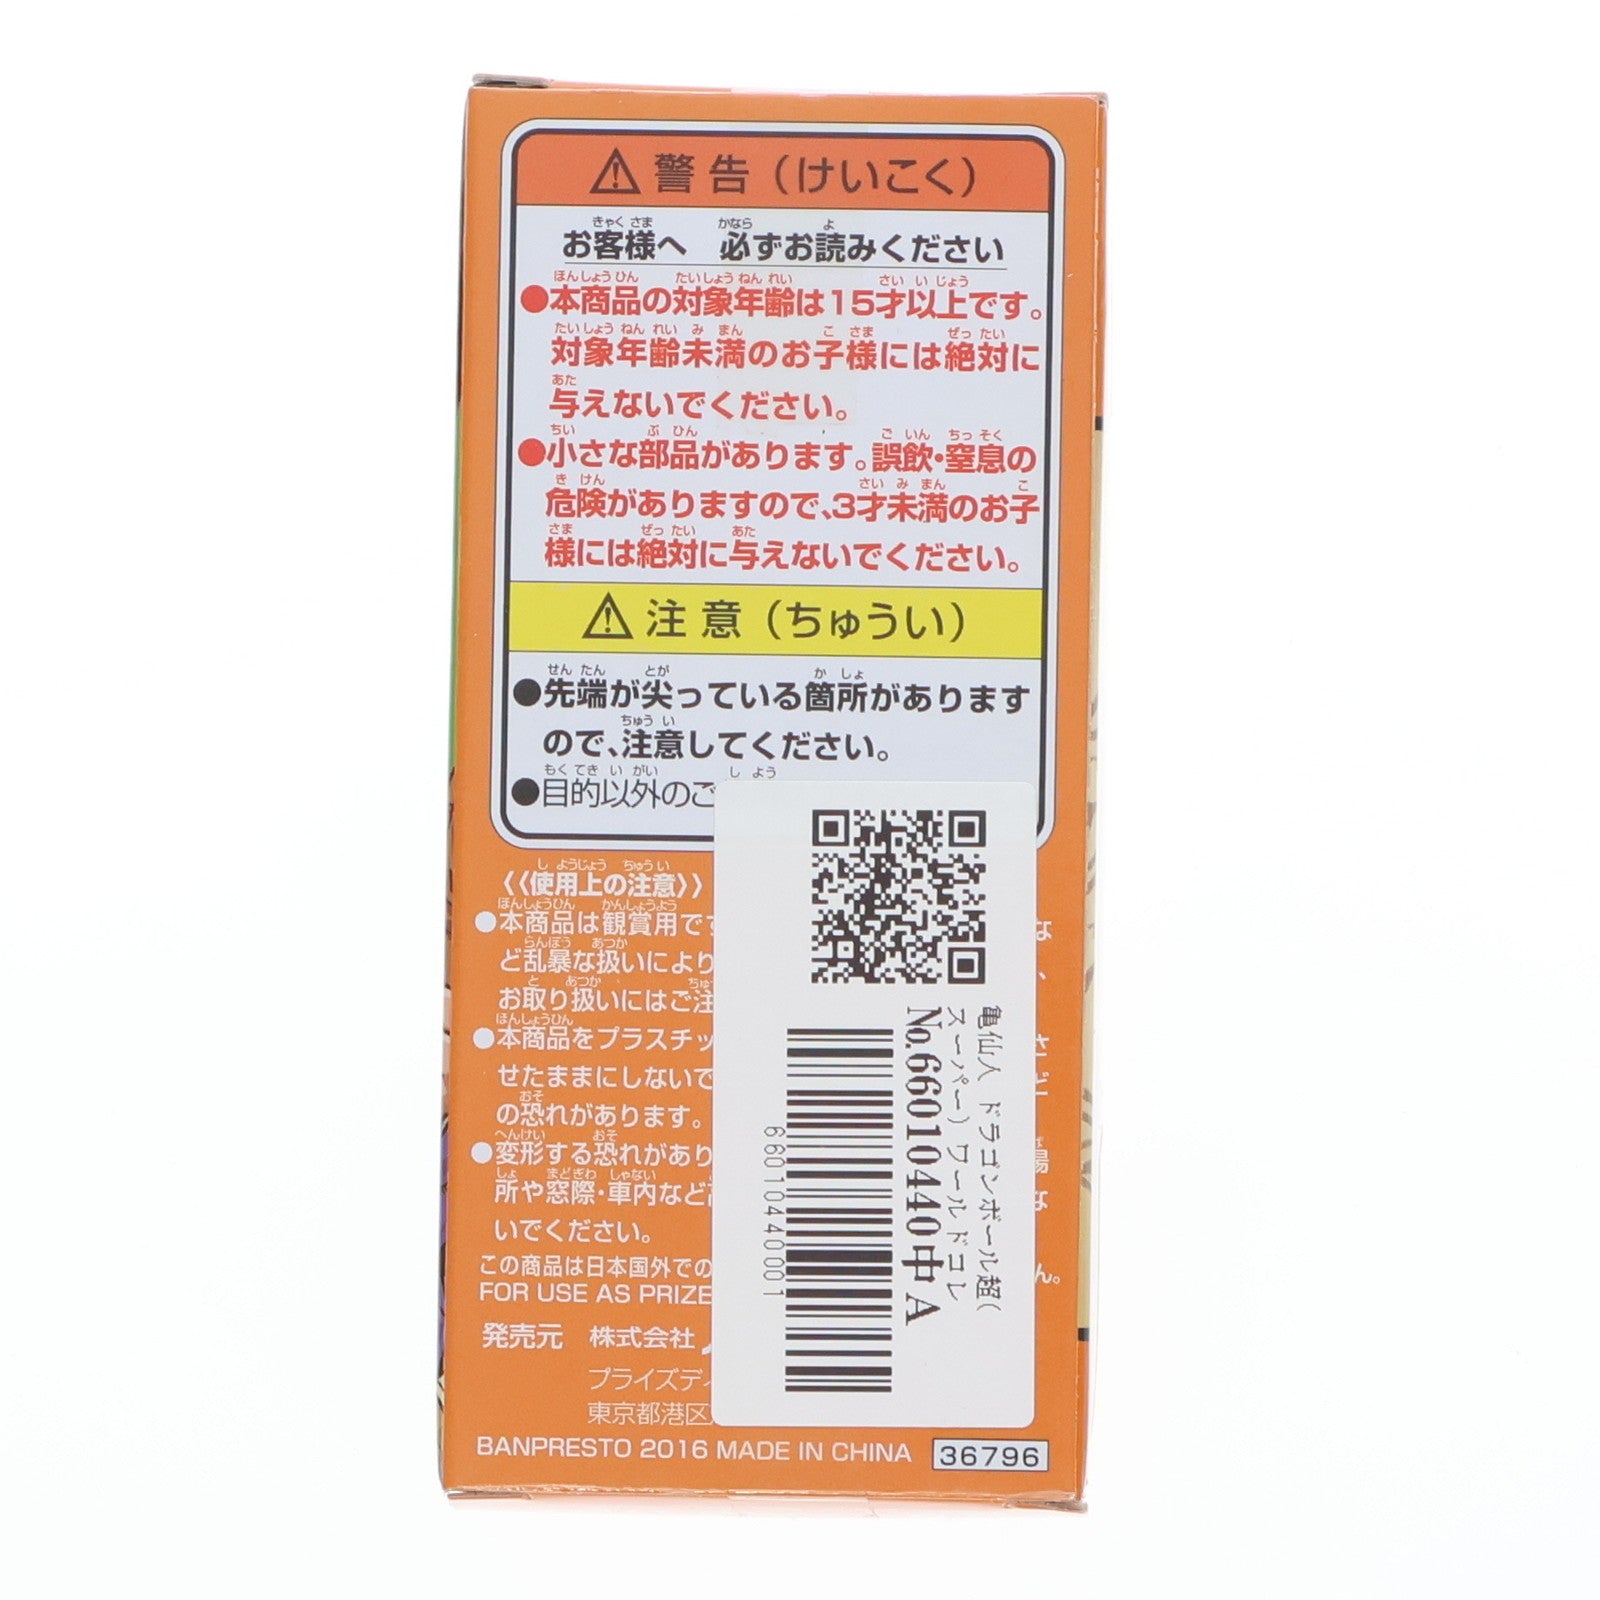 警告（けいこく）
お客様へ 必ずお読みください
●本商品の対象年齢は15才以上です。
対象年齢未満のお子様には絶対に
与えないでください。
●小さな部品があります。誤飲・窒息の
危険がありますので、3才未満のお子
様には絶対に与えないでください。
注意（ちゅうい）
●先端が尖っている箇所があります
ので、注意してください。
●目的以外のご
《使用上の注意》
●本商品は観賞用で
な
ど乱暴な扱いにより
、
お取り扱いにはご注
●本商品をプラスチッ
さ
せたままにしないで
ど
の恐れがあります。
●変形する恐れがあり
場
所や窓際・車内など
な
いでください。
この商品は日本国外での
ん。
FOR USE AS PRIZE
発売元 株式会社
プライズディ
東京都港区
BANPRESTO 2016 MADE IN CHINA 36796
亀仙人 ドラゴンボール超(
スーパー) ワールドコレ
No.66010440中 A
660104400001